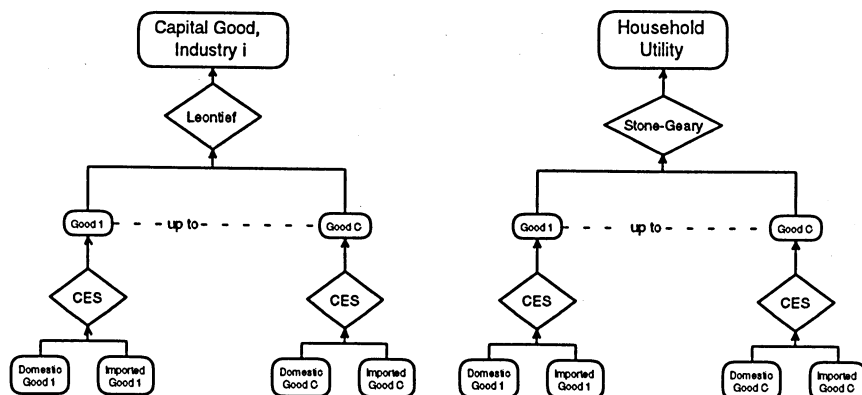 Capital Good,
Industry i
Leontief
Good 1
up to
Good C
CES
CES
Domestic
Good 1
Imported
Good 1
Domestic
Good C
Imported
Good C
Household
Utility
Stone-Geary
Good 1
up to
Good C
CES
CES
Domestic
Good 1
Imported
Good 1
Domestic
Good C
Imported
Good C